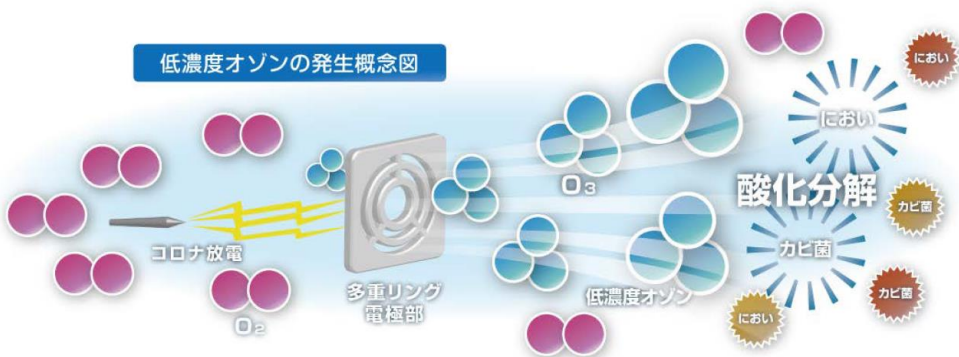 低濃度オゾンの発生概念図
におい
におい
酸化分解
カビ菌
カビ菌
カビ菌
におい
O₃
コロナ放電
O₂
多重リング
電極部
低濃度オゾン